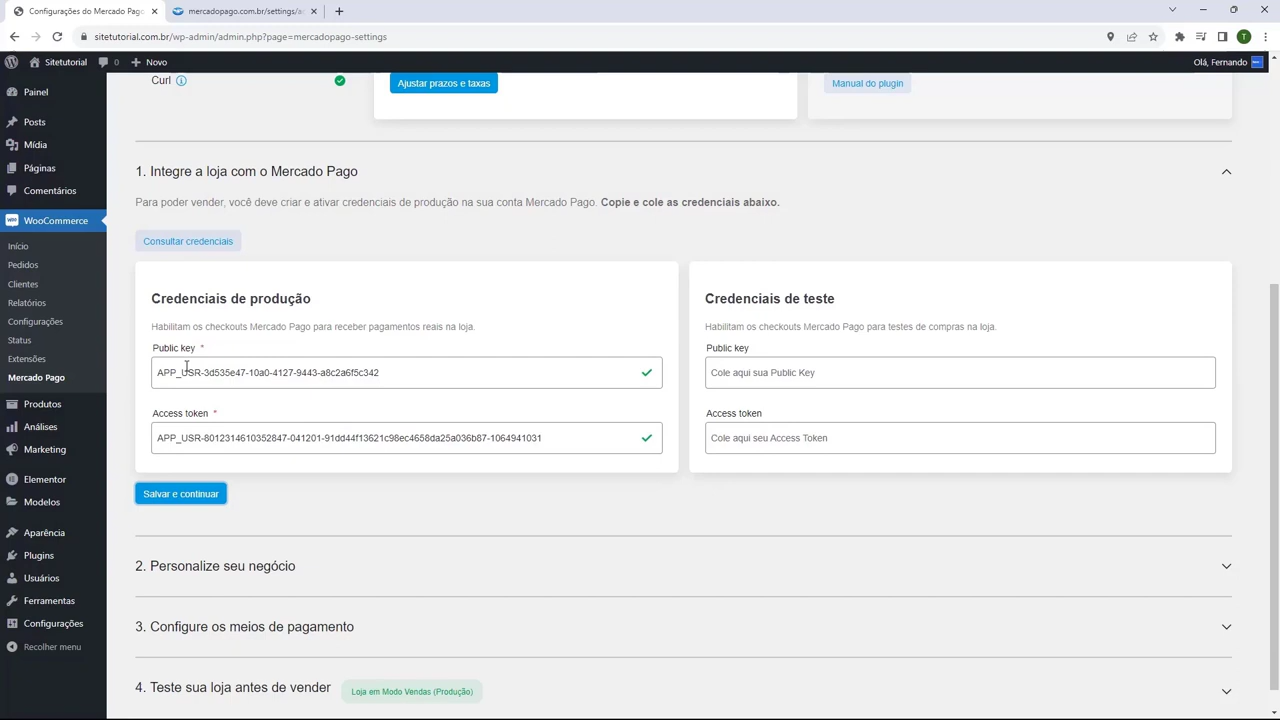 Configurações do Mercado Pago
mercadopago.com.br/settings/a
sitetutorial.com.br/wp-admin/admin.php?page=mercadopago-settings
T
Sitetutorial
0
Novo
Olá, Fernando
Painel
Posts
Mídia
Páginas
Comentários
WooCommerce
Início
Pedidos
Clientes
Relatórios
Configurações
Status
Extensões
Mercado Pago
Produtos
Análises
Marketing
Elementor
Modelos
Aparência
Plugins
Usuários
Ferramentas
Configurações
Recolher menu
Curl
Ajustar prazos e taxas
Manual do plugin
1. Integre a loja com o Mercado Pago
Para poder vender, você deve criar e ativar credenciais de produção na sua conta Mercado Pago. Copie e cole as credenciais abaixo.
Consultar credenciais
Credenciais de produção
Habilitam os checkouts Mercado Pago para receber pagamentos reais na loja.
Public key *
APP_USR-3d535e47-10a0-4127-9443-a8c2a6f5c342
Access token *
APP_USR-8012314610352847-041201-91dd44f13621c98ec4658da25a036b87-1064941031
Credenciais de teste
Habilitam os checkouts Mercado Pago para testes de compras na loja.
Public key
Cole aqui sua Public Key
Access token
Cole aqui seu Access Token
Salvar e continuar
2. Personalize seu negócio
3. Configure os meios de pagamento
4. Teste sua loja antes de vender
Loja em Modo Vendas (Produção)